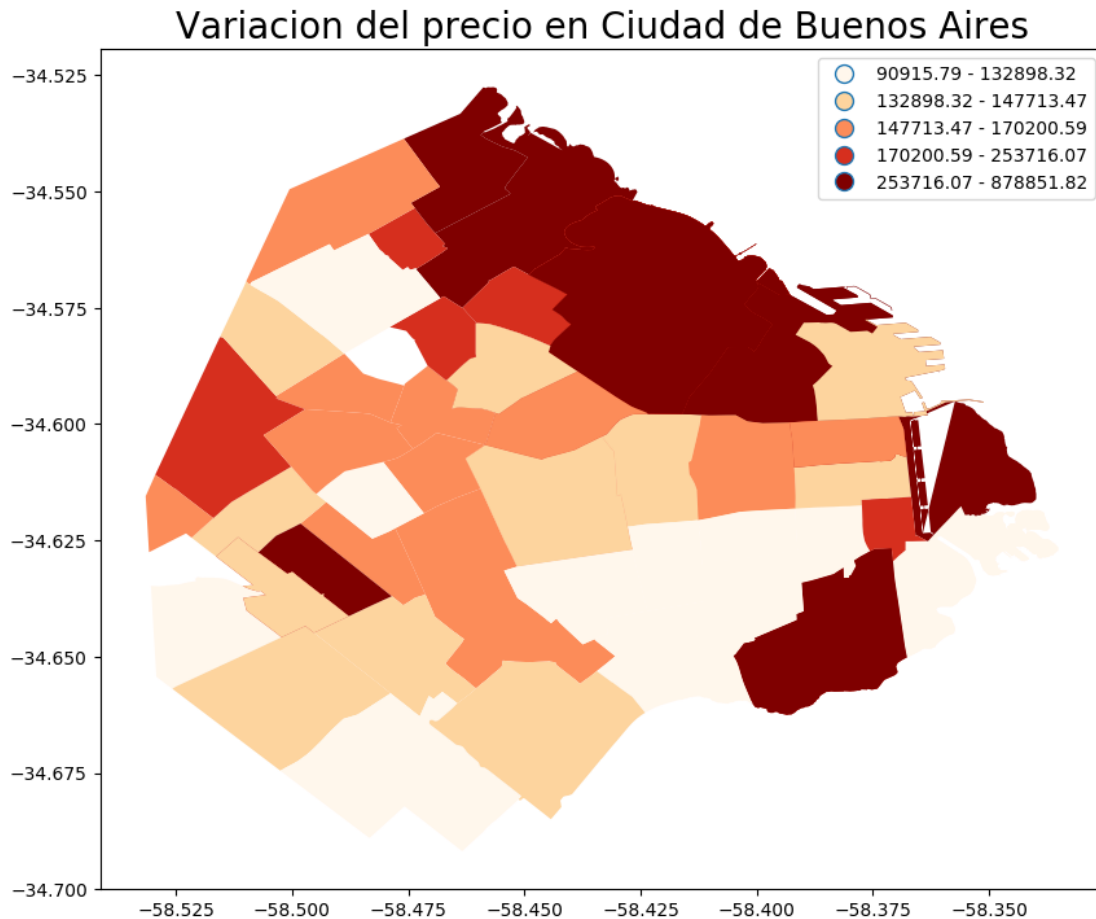 Variacion del precio en Ciudad de Buenos Aires
90915.79 - 132898.32
132898.32 - 147713.47
147713.47 - 170200.59
170200.59 - 253716.07
253716.07 - 878851.82
−34.525
−34.550
−34.575
−34.600
−34.625
−34.650
−34.675
−34.700
−58.525 −58.500 −58.475 −58.450 −58.425 −58.400 −58.375 −58.350